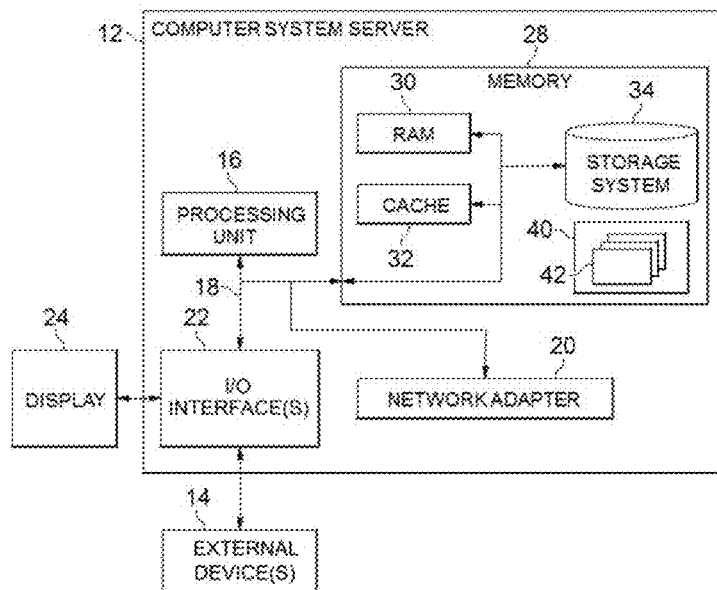 12
COMPUTER SYSTEM SERVER
28
MEMORY
30
RAM
34
STORAGE
SYSTEM
16
PROCESSING
UNIT
CACHE
32
40
42
18
22
I/O
INTERFACE(S)
24
DISPLAY
20
NETWORK ADAPTER
14
EXTERNAL
DEVICE(S)